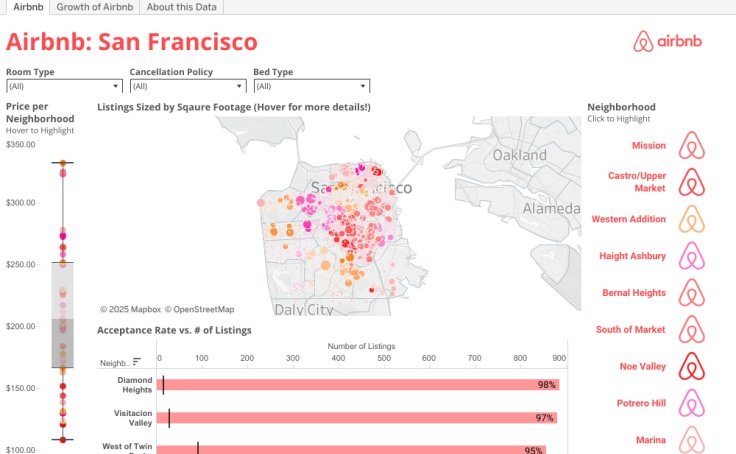 Airbnb
Growth of Airbnb
About this Data
Airbnb: San Francisco
airbnb
Room Type
Cancellation Policy
Bed Type
(All)
(All)
(All)
Price per
Neighborhood
Hover to Highlight
$350.00
$300.00
$250.00
$200.00
$150.00
$100.00
Listings Sized by Sqaure Footage (Hover for more details!)
Oakland
Alameda
Daly City
© 2025 Mapbox © OpenStreetMap
Acceptance Rate vs. # of Listings
Number of Listings
Neighb..
0 100 200 300 400 500 600 700 800 900
Diamond
Heights
98%
Visitacion
Valley
97%
West of Twin
95%
Neighborhood
Click to Highlight
Mission
Castro/Upper
Market
Western Addition
Haight Ashbury
Bernal Heights
South of Market
Noe Valley
Potrero Hill
Marina